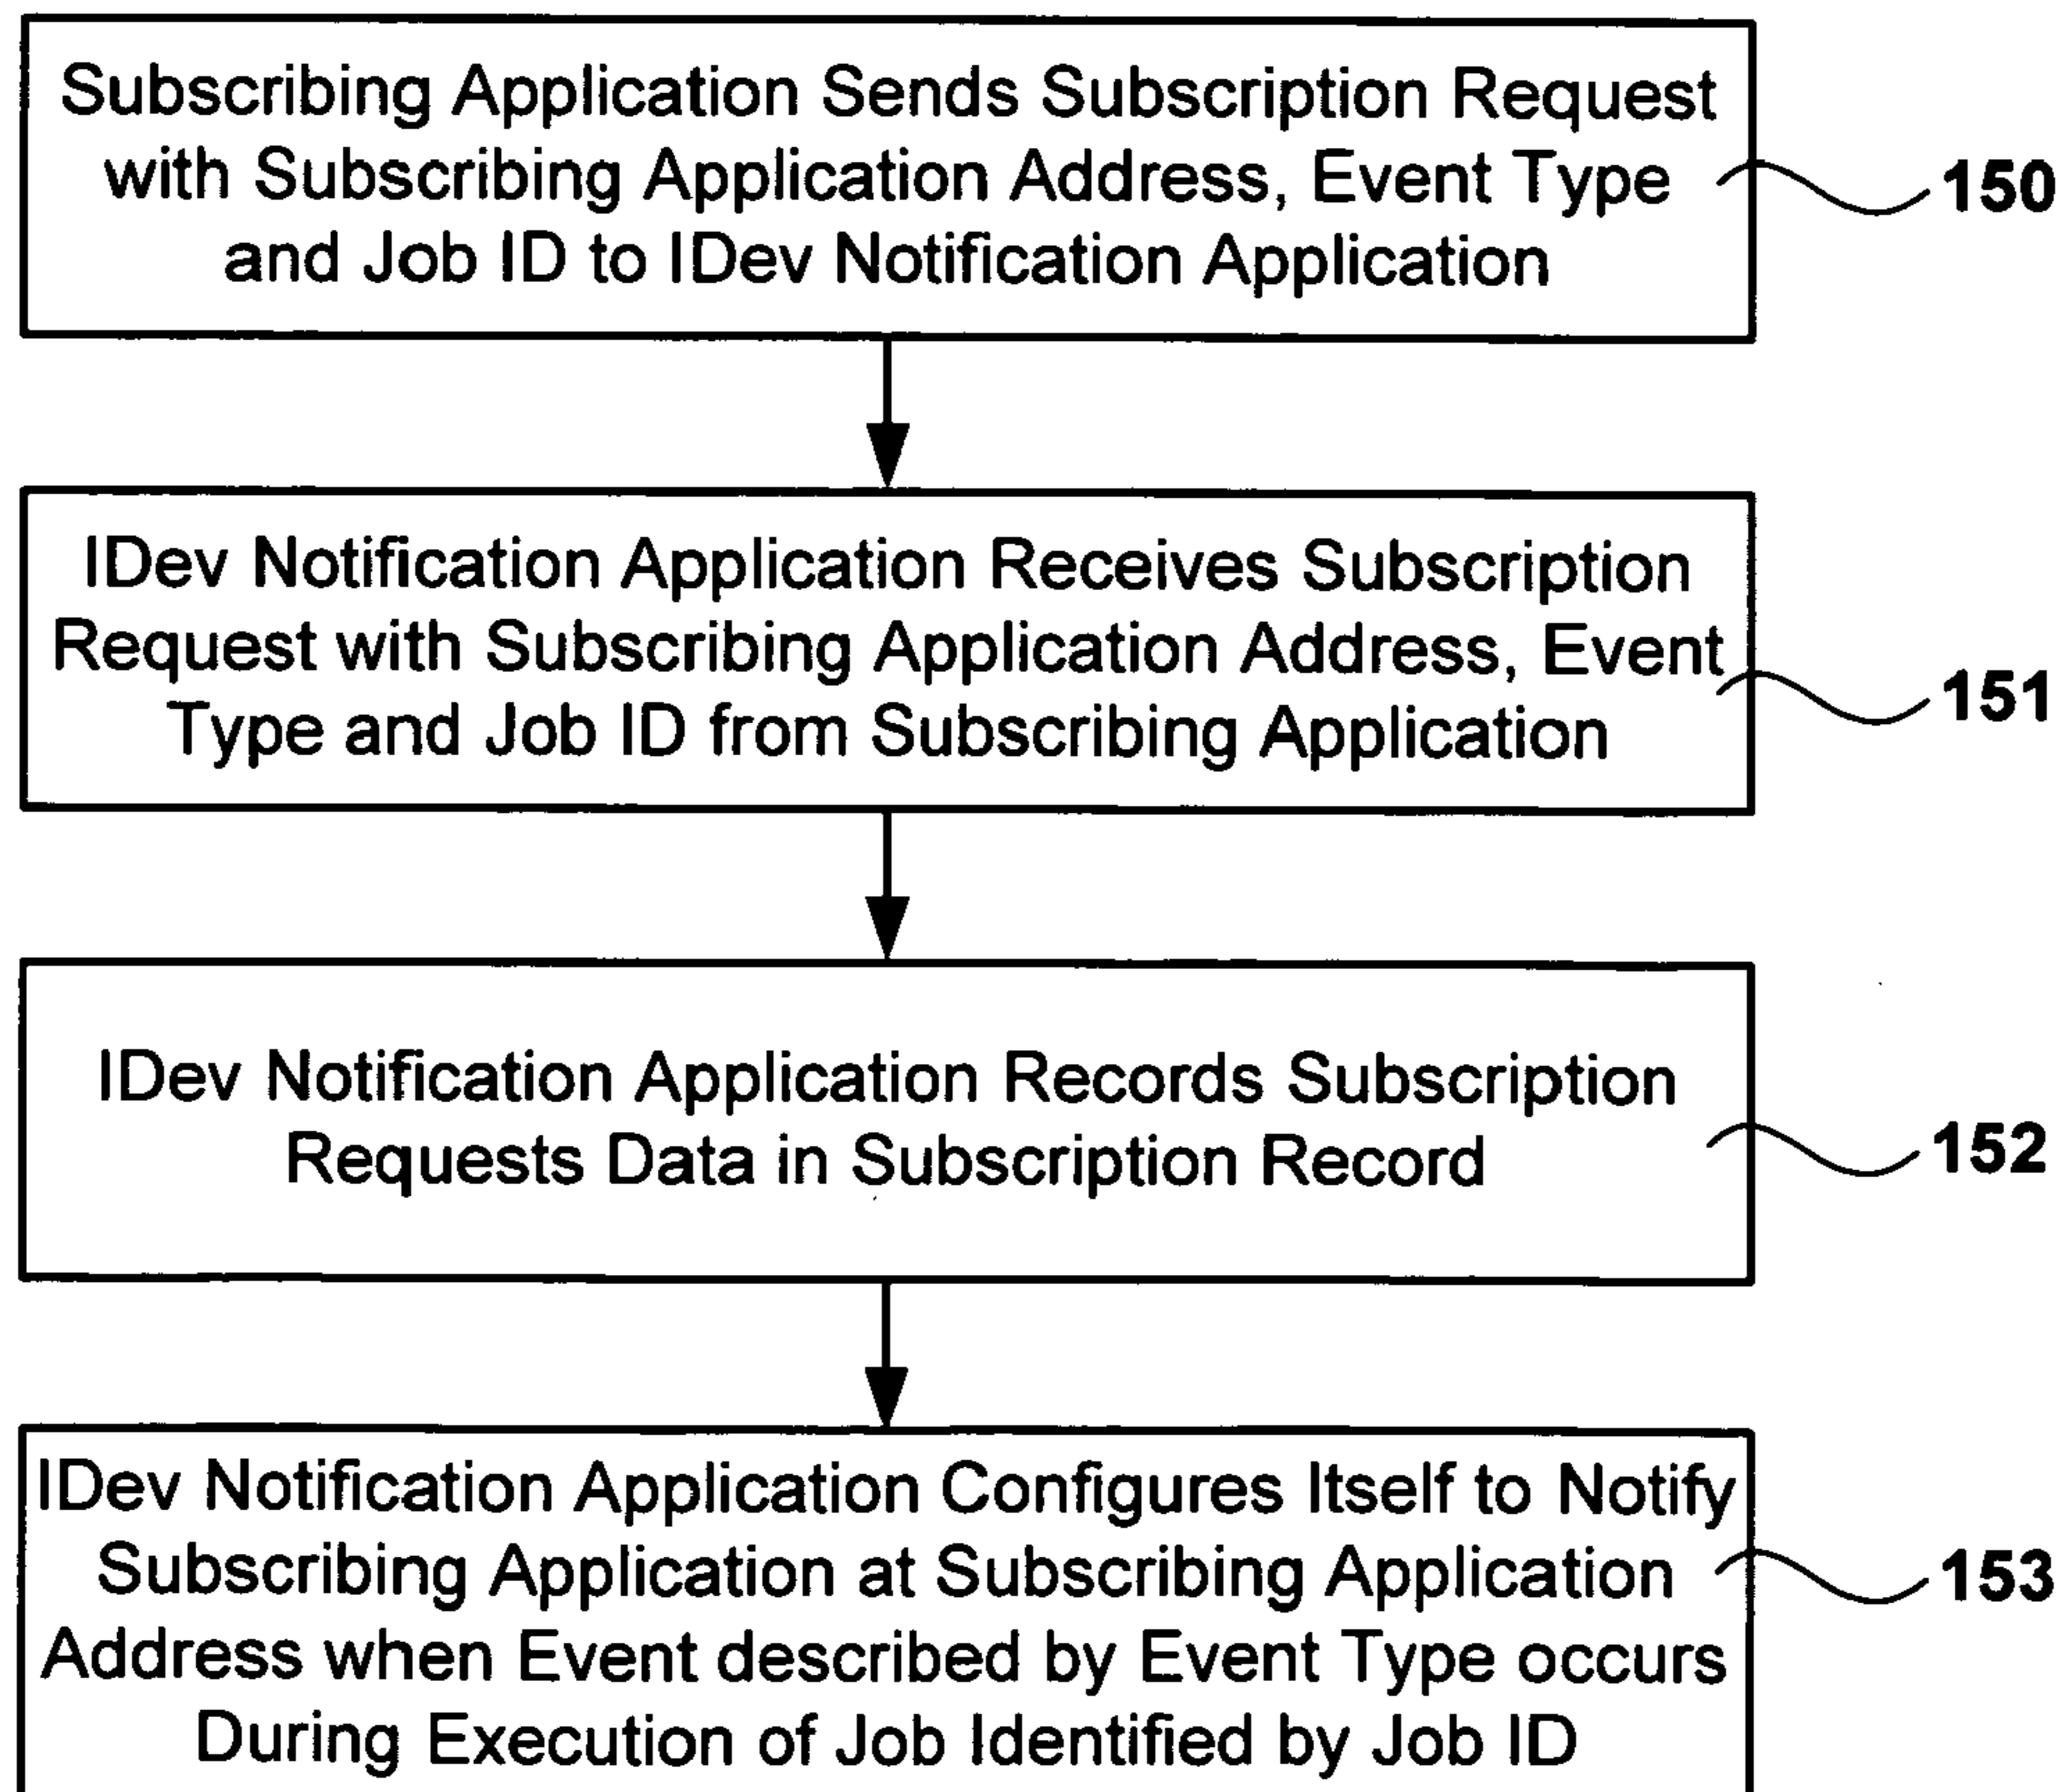 Subscribing Application Sends Subscription Request
with Subscribing Application Address, Event Type
and Job ID to IDev Notification Application
150
IDev Notification Application Receives Subscription
Request with Subscribing Application Address, Event
Type and Job ID from Subscribing Application
151
IDev Notification Application Records Subscription
Requests Data in Subscription Record
152
IDev Notification Application Configures Itself to Notify
Subscribing Application at Subscribing Application
Address when Event described by Event Type occurs
During Execution of Job Identified by Job ID
153